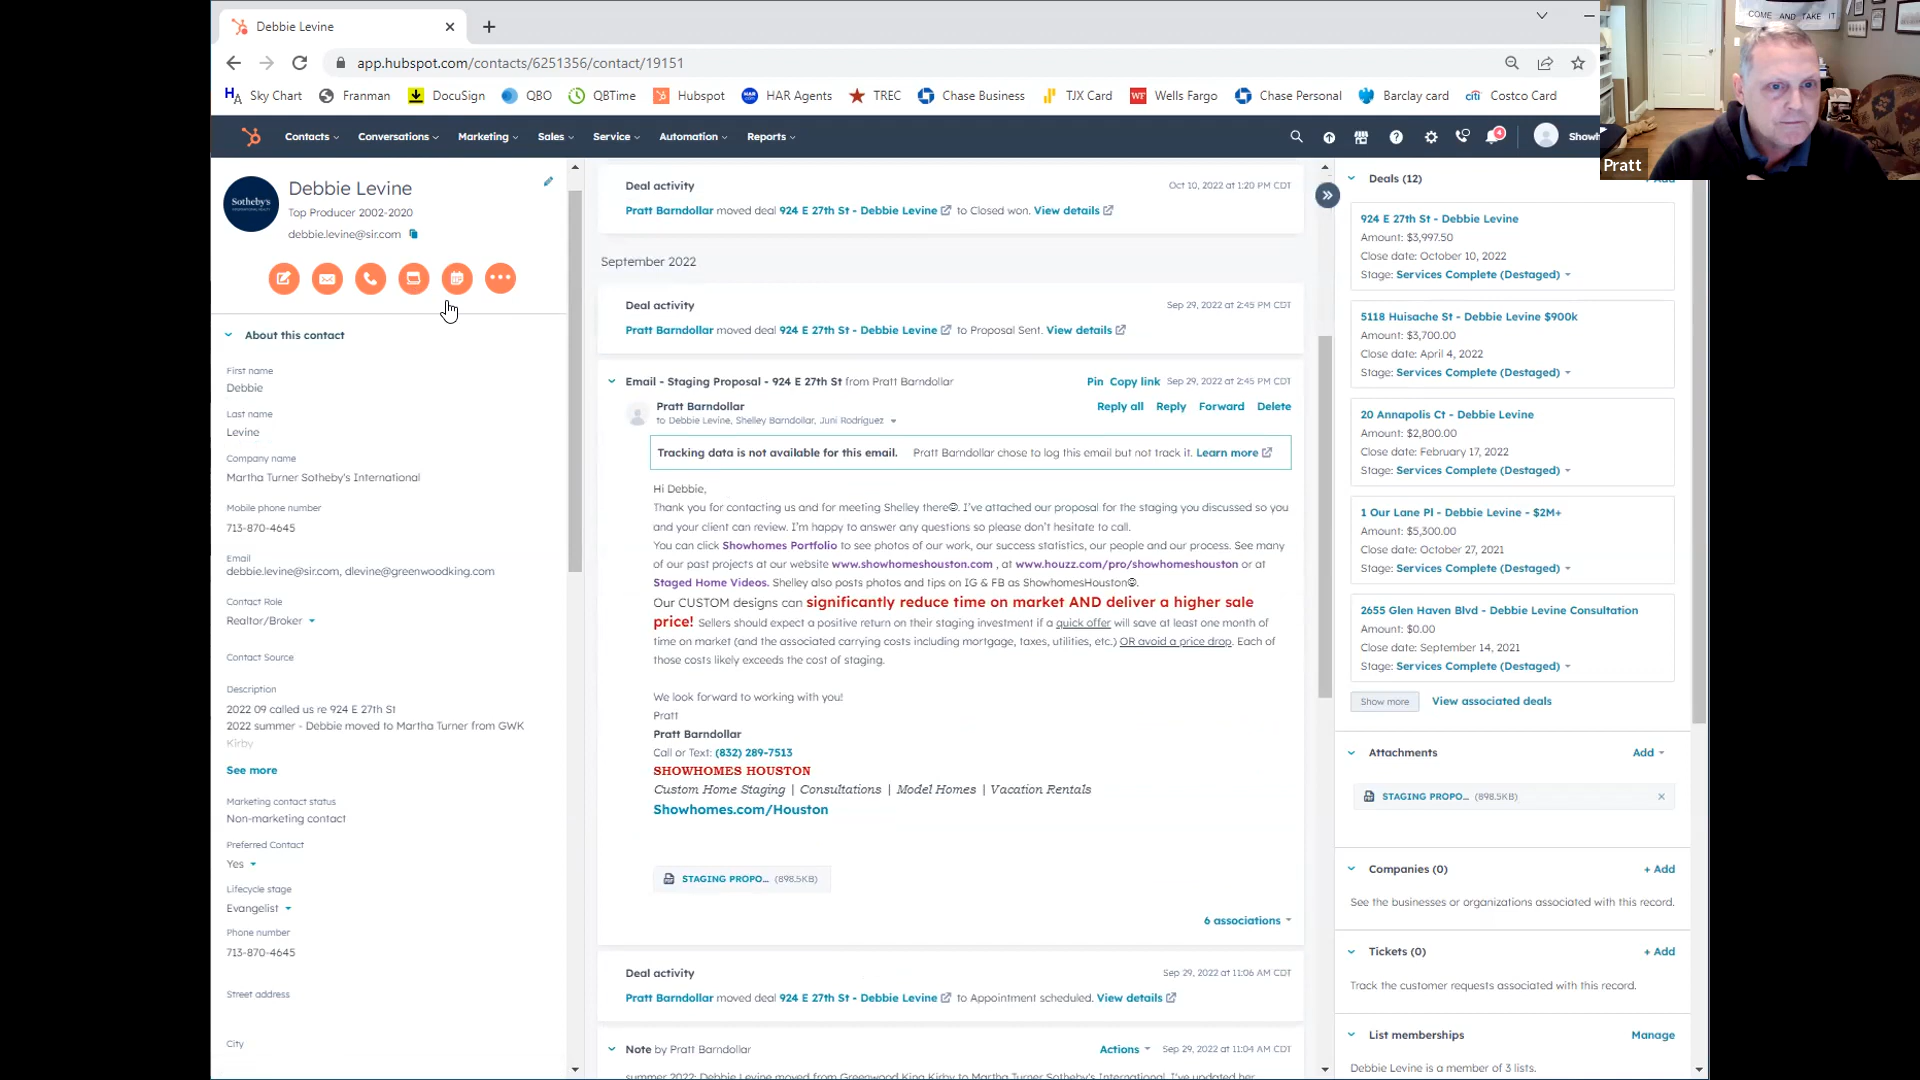 Debbie Levine
COME AND TAKE IT
app.hubspot.com/contacts/6251356/contact/19151
Sky Chart
Franman
DocuSign
QBO
QBTime
Hubspot
HAR Agents
TREC
Chase Business
TJX Card
Wells Fargo
Chase Personal
Barclay card
citi Costco Card
Contacts
Conversations
Marketing
Sales
Service
Automation
Reports
4
Pratt
Sotheby's
Debbie Levine
Top Producer 2002-2020
debbie.levine@sir.com
About this contact
First name
Debbie
Last name
Levine
Company name
Martha Turner Sotheby's International
Mobile phone number
713-870-4645
Email
debbie.levine@sir.com, dlevine@greenwoodking.com
Contact Role
Realtor/Broker
Contact Source
Description
2022 09 called us re 924 E 27th St
2022 summer - Debbie moved to Martha Turner from GWK
Kirby
See more
Marketing contact status
Non-marketing contact
Preferred Contact
Yes
Lifecycle stage
Evangelist
Phone number
713-870-4645
Street address
City
Deal activity Oct 10, 2022 at 1:20 PM CDT
Pratt Barndollar moved deal 924 E 27th St - Debbie Levine to Closed won. View details
September 2022
Deal activity Sep 29, 2022 at 2:45 PM CDT
Pratt Barndollar moved deal 924 E 27th St - Debbie Levine to Proposal Sent. View details
Email - Staging Proposal - 924 E 27th St from Pratt Barndollar Pin Copy link Sep 29, 2022 at 2:45 PM CDT
Pratt Barndollar Reply all Reply Forward Delete
to Debbie Levine, Shelley Barndollar, Juni Rodriguez
Tracking data is not available for this email. Pratt Barndollar chose to log this email but not track it. Learn more
Hi Debbie,
Thank you for contacting us and for meeting Shelley there☺. I've attached our proposal for the staging you discussed so you
and your client can review. I'm happy to answer any questions so please don't hesitate to call.
You can click Showhomes Portfolio to see photos of our work, our success statistics, our people and our process. See many
of our past projects at our website www.showhomeshouston.com , at www.houzz.com/pro/showhomeshouston or at
Staged Home Videos. Shelley also posts photos and tips on IG & FB as ShowhomesHouston☺.
Our CUSTOM designs can significantly reduce time on market AND deliver a higher sale
price! Sellers should expect a positive return on their staging investment if a quick offer will save at least one month of
time on market (and the associated carrying costs including mortgage, taxes, utilities, etc.) OR avoid a price drop. Each of
those costs likely exceeds the cost of staging.
We look forward to working with you!
Pratt
Pratt Barndollar
Call or Text: (832) 289-7513
SHOWHOMES HOUSTON
Custom Home Staging | Consultations | Model Homes | Vacation Rentals
Showhomes.com/Houston
STAGING PROPO... (898.5KB)
6 associations
Deal activity Sep 29, 2022 at 11:06 AM CDT
Pratt Barndollar moved deal 924 E 27th St - Debbie Levine to Appointment scheduled. View details
Note by Pratt Barndollar Actions Sep 29, 2022 at 11:04 AM CDT
summer 2022: Debbie Levine moved from Greenwood King Kirby to Martha Turner Sotheby's International. I've updated her
Deals (12)
924 E 27th St - Debbie Levine
Amount: $3,997.50
Close date: October 10, 2022
Stage: Services Complete (Destaged)
5118 Huisache St - Debbie Levine $900k
Amount: $3,700.00
Close date: April 4, 2022
Stage: Services Complete (Destaged)
20 Annapolis Ct - Debbie Levine
Amount: $2,800.00
Close date: February 17, 2022
Stage: Services Complete (Destaged)
1 Our Lane Pl - Debbie Levine - $2M+
Amount: $5,300.00
Close date: October 27, 2021
Stage: Services Complete (Destaged)
2655 Glen Haven Blvd - Debbie Levine Consultation
Amount: $0.00
Close date: September 14, 2021
Stage: Services Complete (Destaged)
Show more View associated deals
Attachments Add
STAGING PROPO... (898.5KB)
Companies (0) + Add
See the businesses or organizations associated with this record.
Tickets (0) + Add
Track the customer requests associated with this record.
List memberships Manage
Debbie Levine is a member of 3 lists.